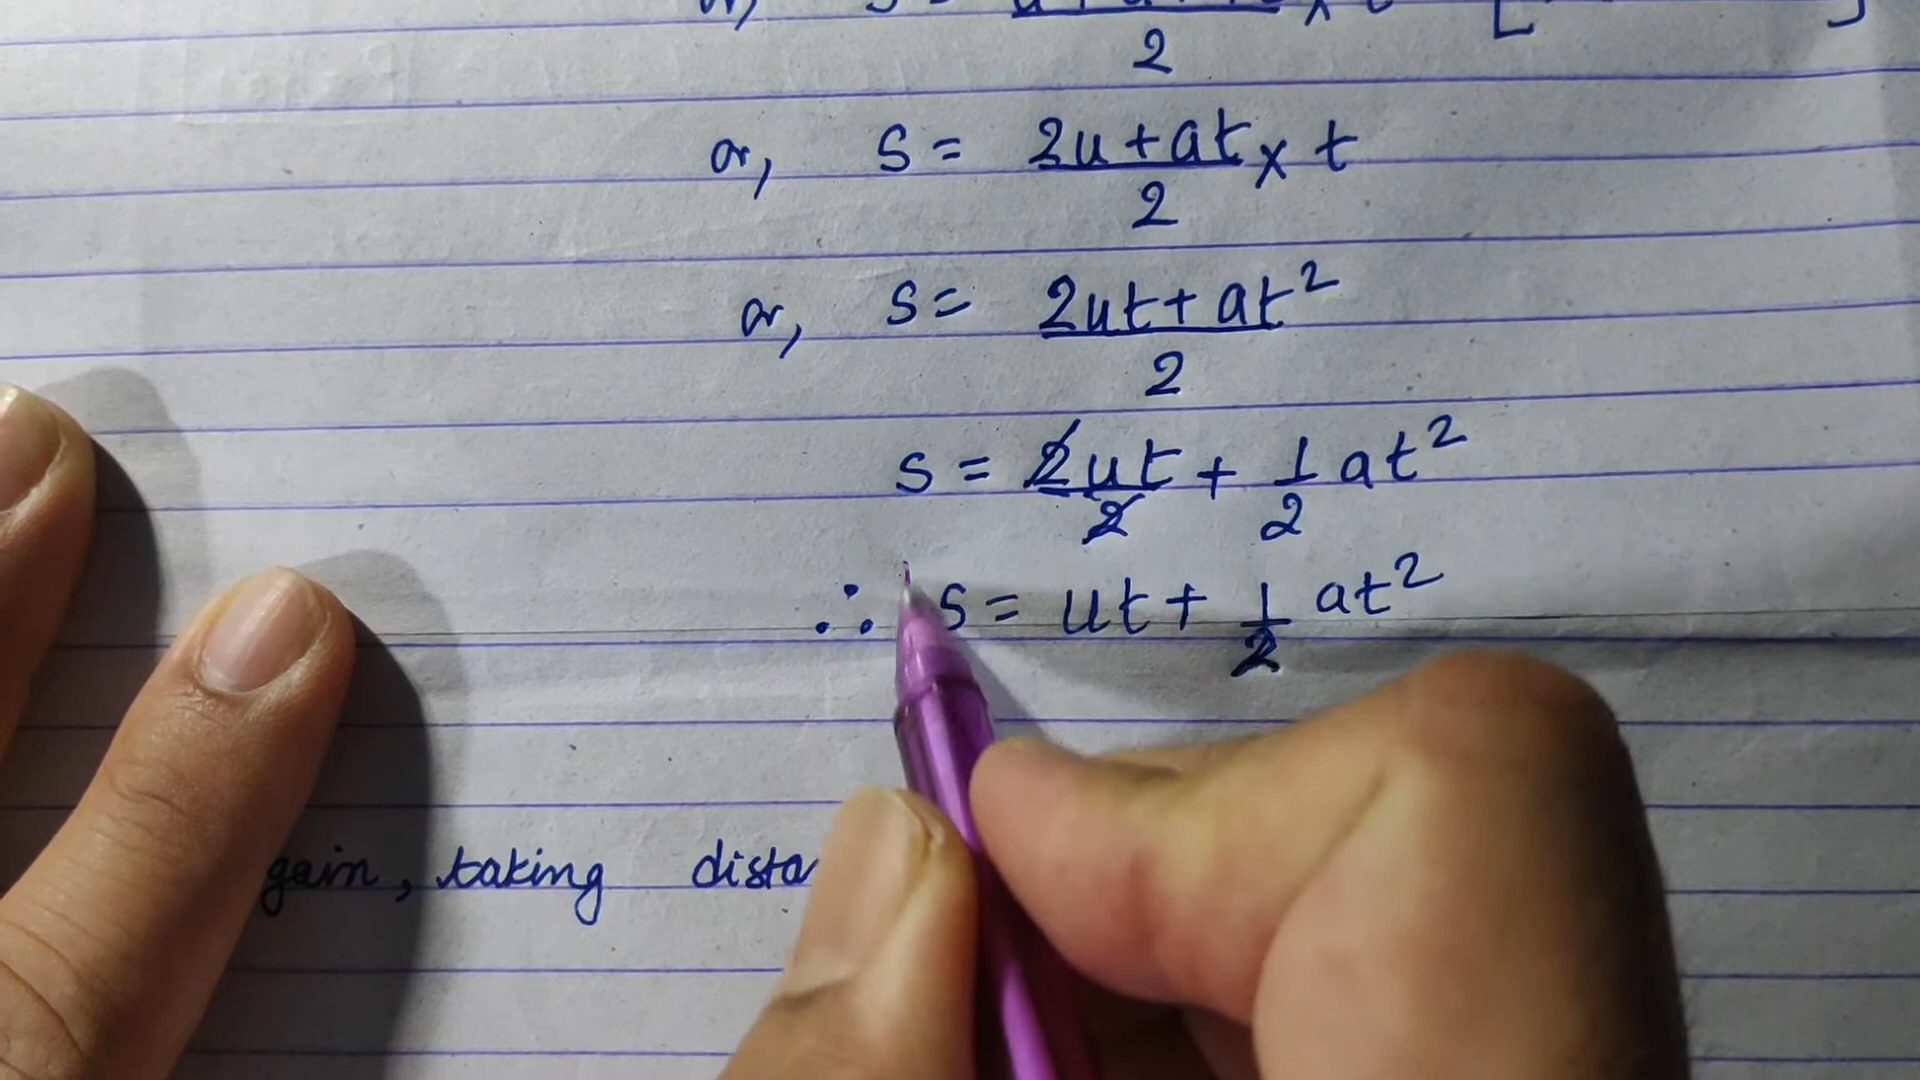 2
or, s = 2u + at / 2 x t
or, s = 2ut + at² / 2
s = 2ut / 2 + 1/2 at²
∴ s = ut + 1/2 at²
gain, taking dista